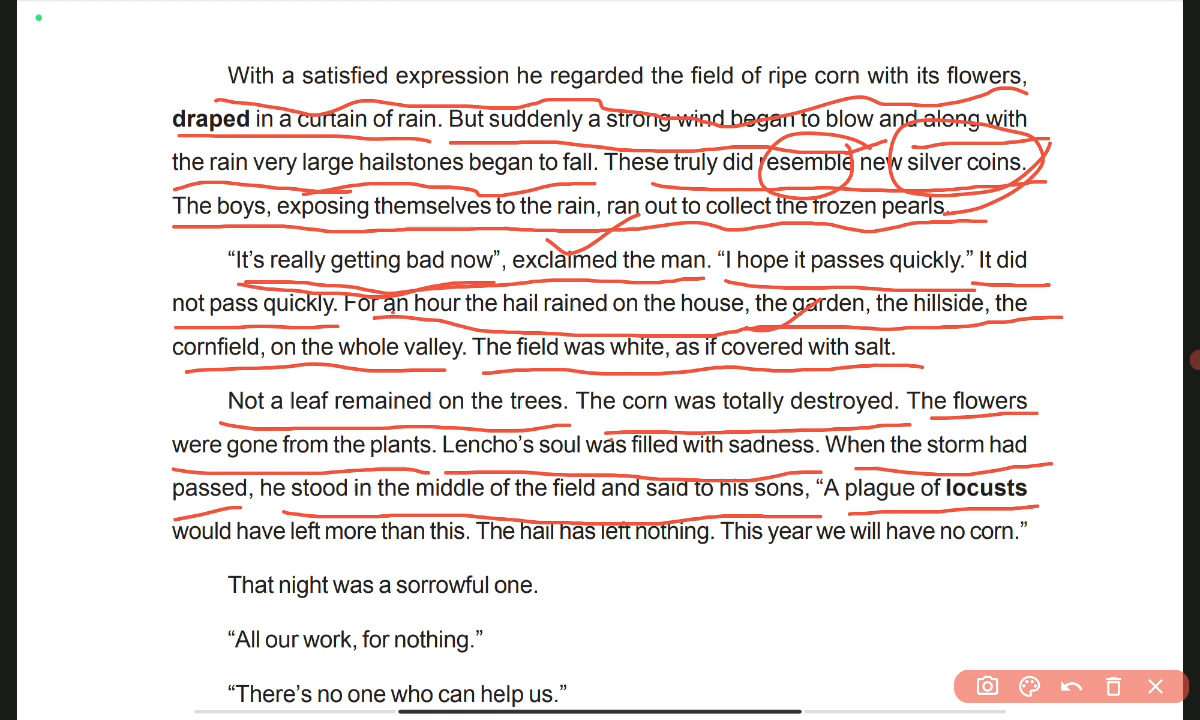 With a satisfied expression he regarded the field of ripe corn with its flowers,
draped in a curtain of rain. But suddenly a strong wind began to blow and along with
the rain very large hailstones began to fall. These truly did resemble new silver coins.
The boys, exposing themselves to the rain, ran out to collect the frozen pearls.
“It’s really getting bad now”, exclaimed the man. “I hope it passes quickly.” It did
not pass quickly. For an hour the hail rained on the house, the garden, the hillside, the
cornfield, on the whole valley. The field was white, as if covered with salt.
Not a leaf remained on the trees. The corn was totally destroyed. The flowers
were gone from the plants. Lencho’s soul was filled with sadness. When the storm had
passed, he stood in the middle of the field and said to his sons, “A plague of locusts
would have left more than this. The hail has left nothing. This year we will have no corn.”
That night was a sorrowful one.
“All our work, for nothing.”
“There’s no one who can help us.”